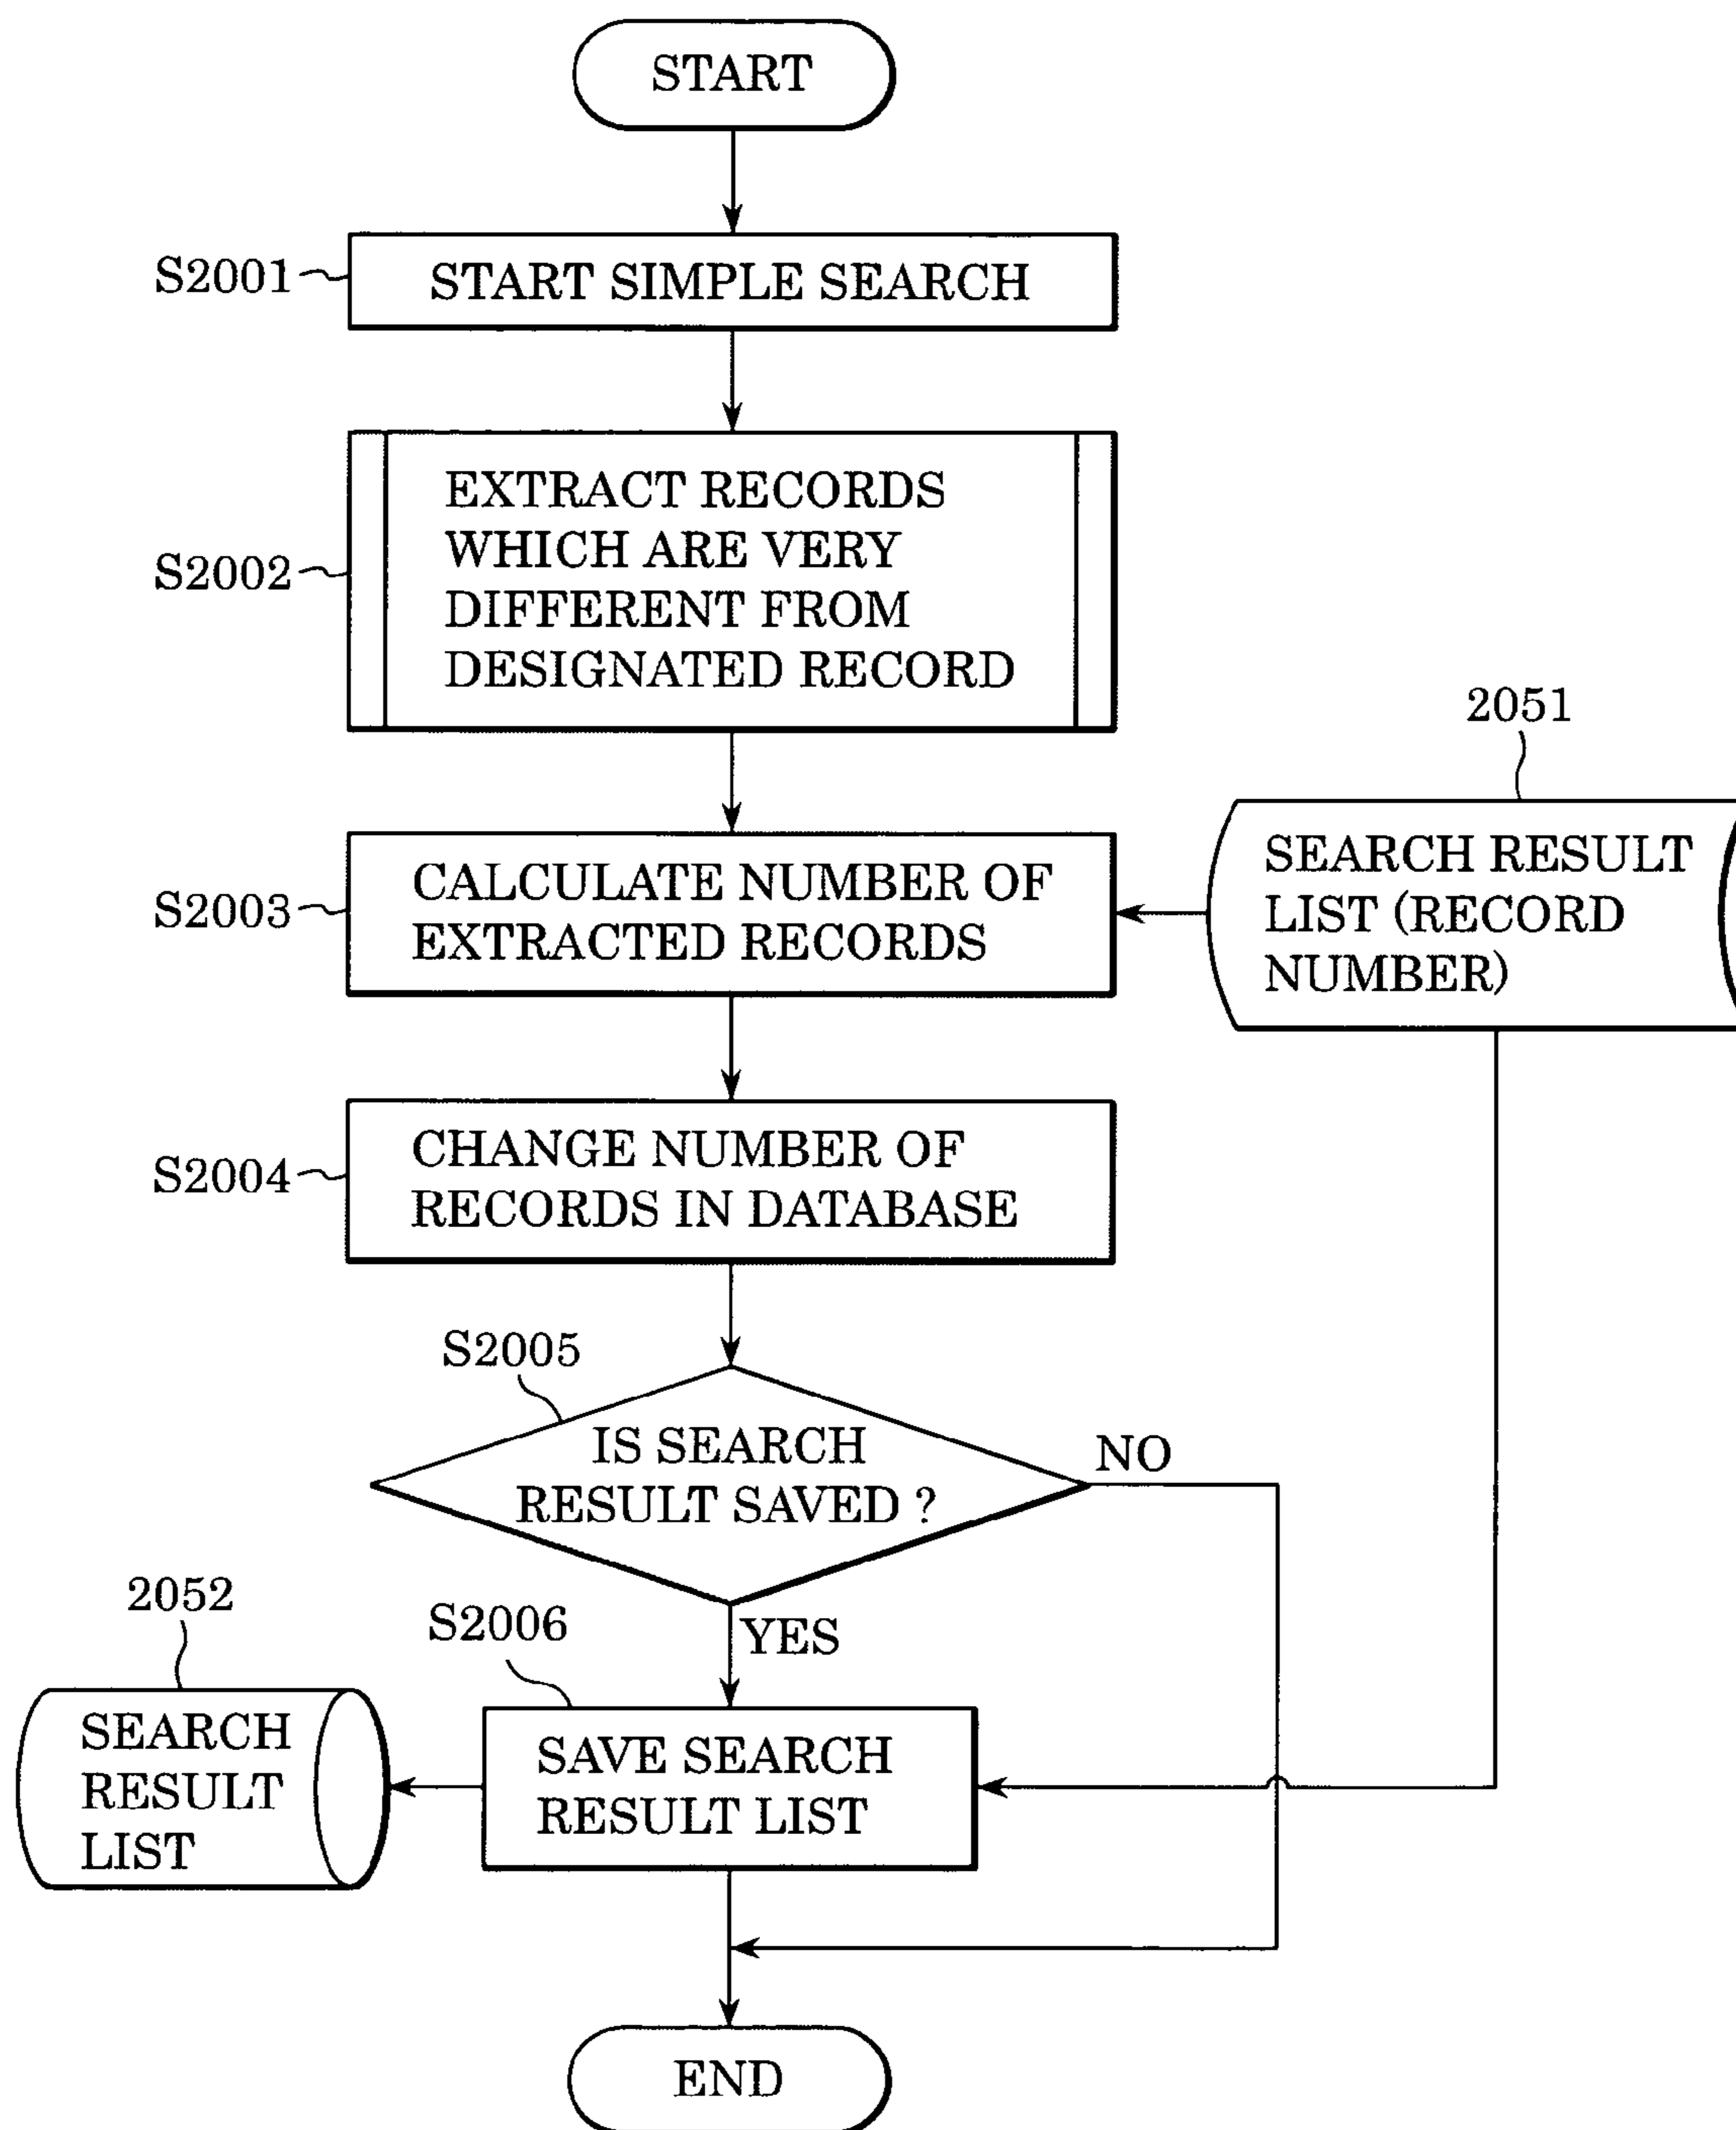 START
S2001
START SIMPLE SEARCH
S2002
EXTRACT RECORDS
WHICH ARE VERY
DIFFERENT FROM
DESIGNATED RECORD
2051
SEARCH RESULT
LIST (RECORD
NUMBER)
S2003
CALCULATE NUMBER OF
EXTRACTED RECORDS
S2004
CHANGE NUMBER OF
RECORDS IN DATABASE
S2005
IS SEARCH
RESULT SAVED ?
NO
YES
2052
S2006
SEARCH
RESULT
LIST
SAVE SEARCH
RESULT LIST
END